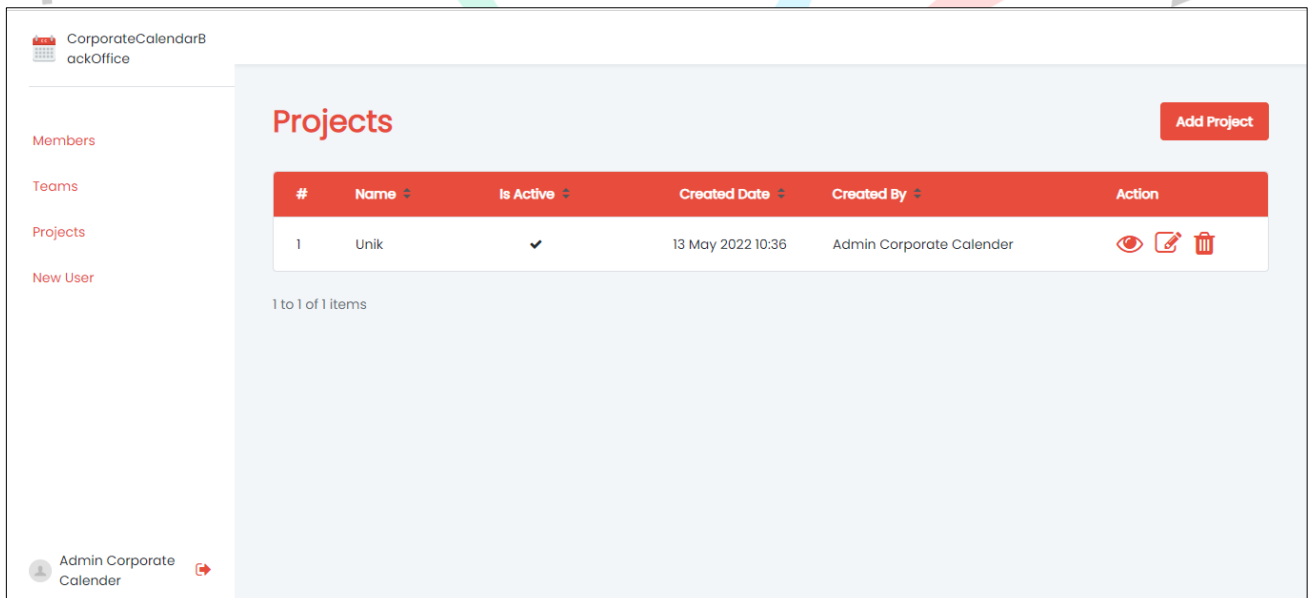 CorporateCalendarB
ackOffice
Members
Teams
Projects
New User
Admin Corporate
Calender
Projects
Add Project
# Name Is Active Created Date Created By Action
1 Unik 13 May 2022 10:36 Admin Corporate Calender
1 to 1 of 1 items